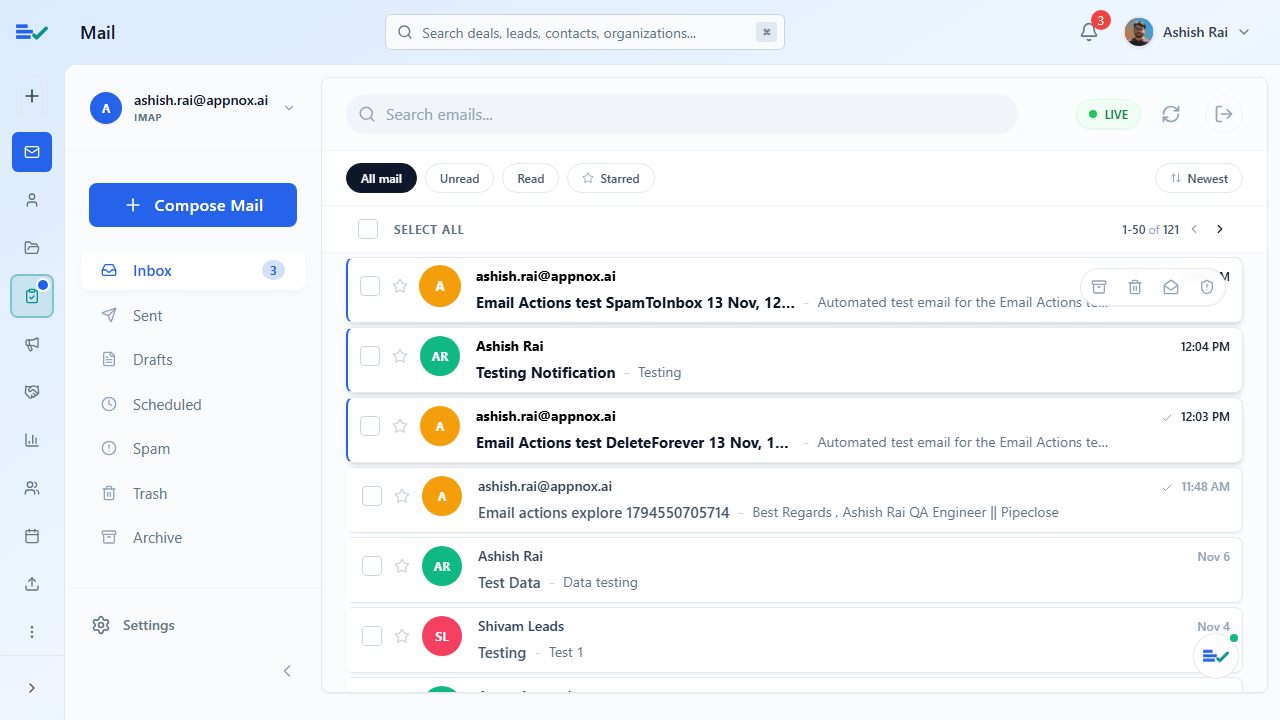 Mail
Search deals, leads, contacts, organizations...
⌘
3
Ashish Rai
A
ashish.rai@appnox.ai
IMAP
Compose Mail
Inbox
3
Sent
Drafts
Scheduled
Spam
Trash
Archive
Settings
Search emails...
LIVE
All mail
Unread
Read
Starred
Newest
SELECT ALL
1-50 of 121
A
ashish.rai@appnox.ai
M
Email Actions test SpamToInbox 13 Nov, 12... - Automated test email for the Email Actions te...
AR
Ashish Rai
12:04 PM
Testing Notification - Testing
A
ashish.rai@appnox.ai
12:03 PM
Email Actions test DeleteForever 13 Nov, 1... - Automated test email for the Email Actions te...
A
ashish.rai@appnox.ai
11:48 AM
Email actions explore 1794550705714 - Best Regards , Ashish Rai QA Engineer || Pipeclose
AR
Ashish Rai
Nov 6
Test Data - Data testing
SL
Shivam Leads
Nov 4
Testing - Test 1